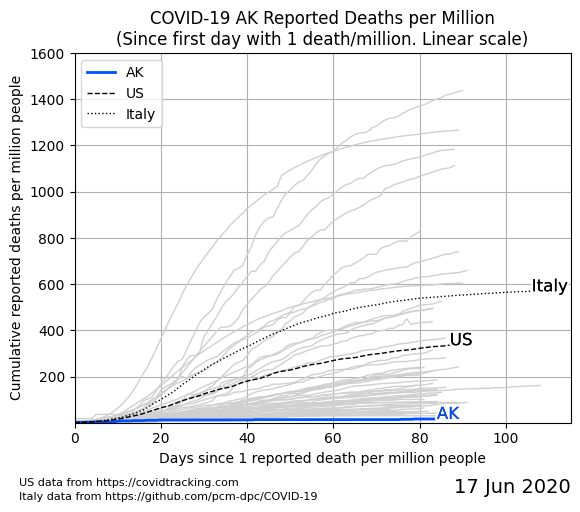 COVID-19 AK Reported Deaths per Million
(Since first day with 1 death/million. Linear scale)
Cumulative reported deaths per million people
1600
1400
1200
1000
800
600
400
200
AK
US
Italy
Italy
US
AK
0
20
40
60
80
100
Days since 1 reported death per million people
US data from https://covidtracking.com
Italy data from https://github.com/pcm-dpc/COVID-19
17 Jun 2020